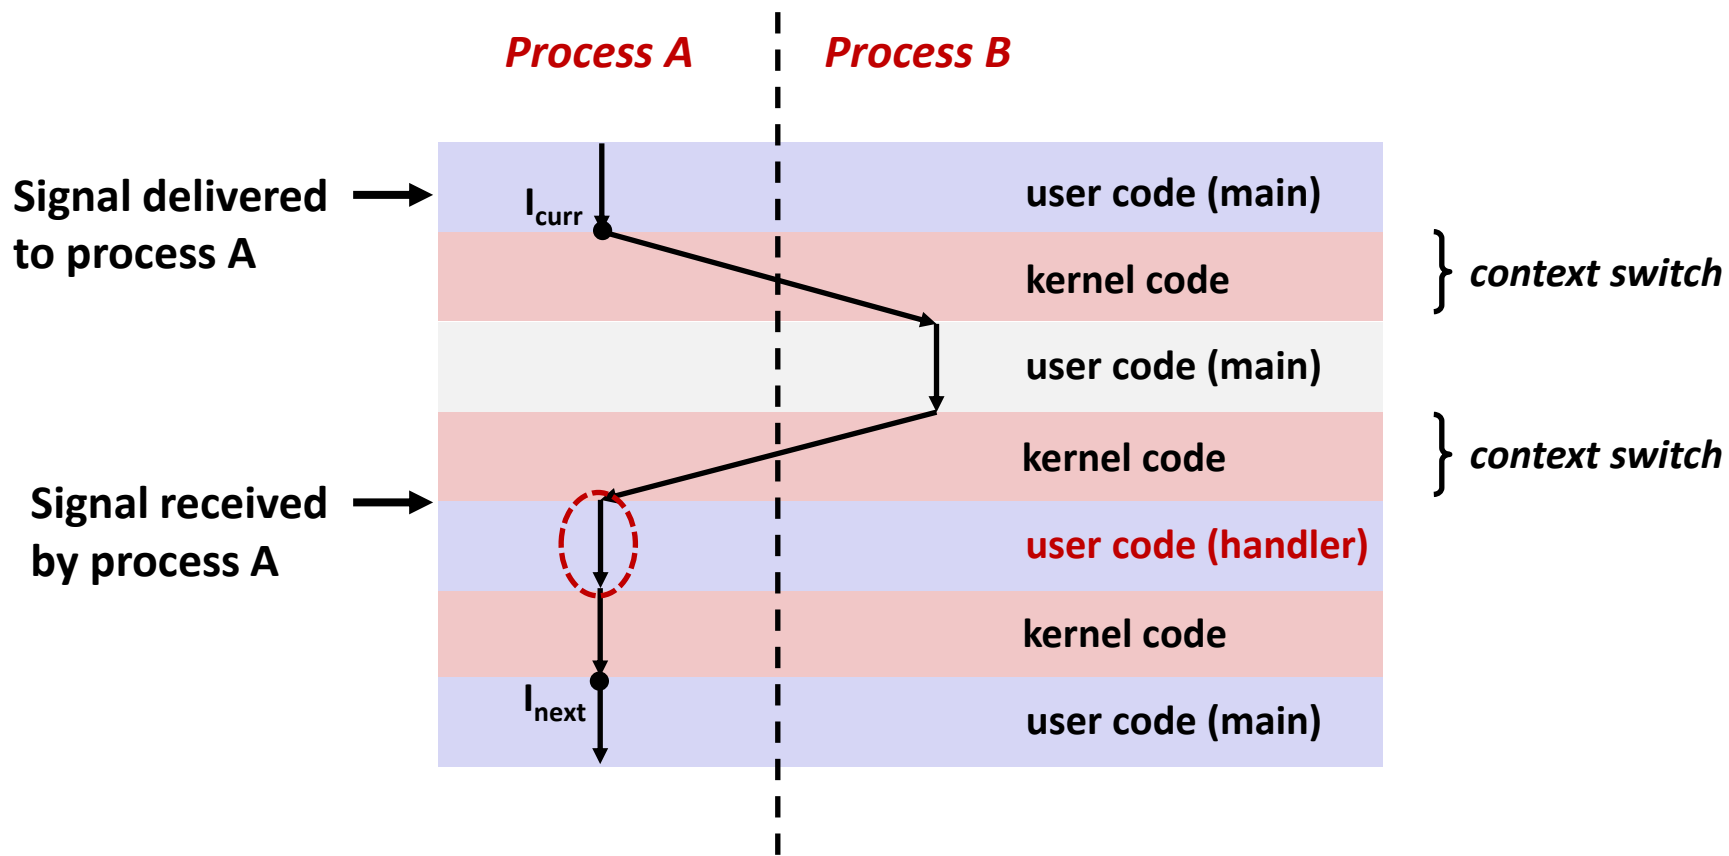 Process A
Process B
Signal delivered
to process A
I_curr
user code (main)
kernel code
context switch
user code (main)
kernel code
context switch
Signal received
by process A
user code (handler)
kernel code
I_next
user code (main)